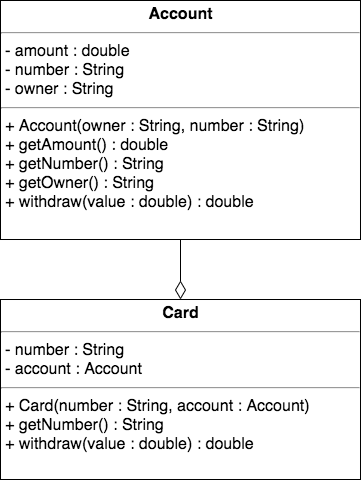 Account
- amount : double
- number : String
- owner : String
+ Account(owner : String, number : String)
+ getAmount() : double
+ getNumber() : String
+ getOwner() : String
+ withdraw(value : double) : double
Card
- number : String
- account : Account
+ Card(number : String, account : Account)
+ getNumber() : String
+ withdraw(value : double) : double